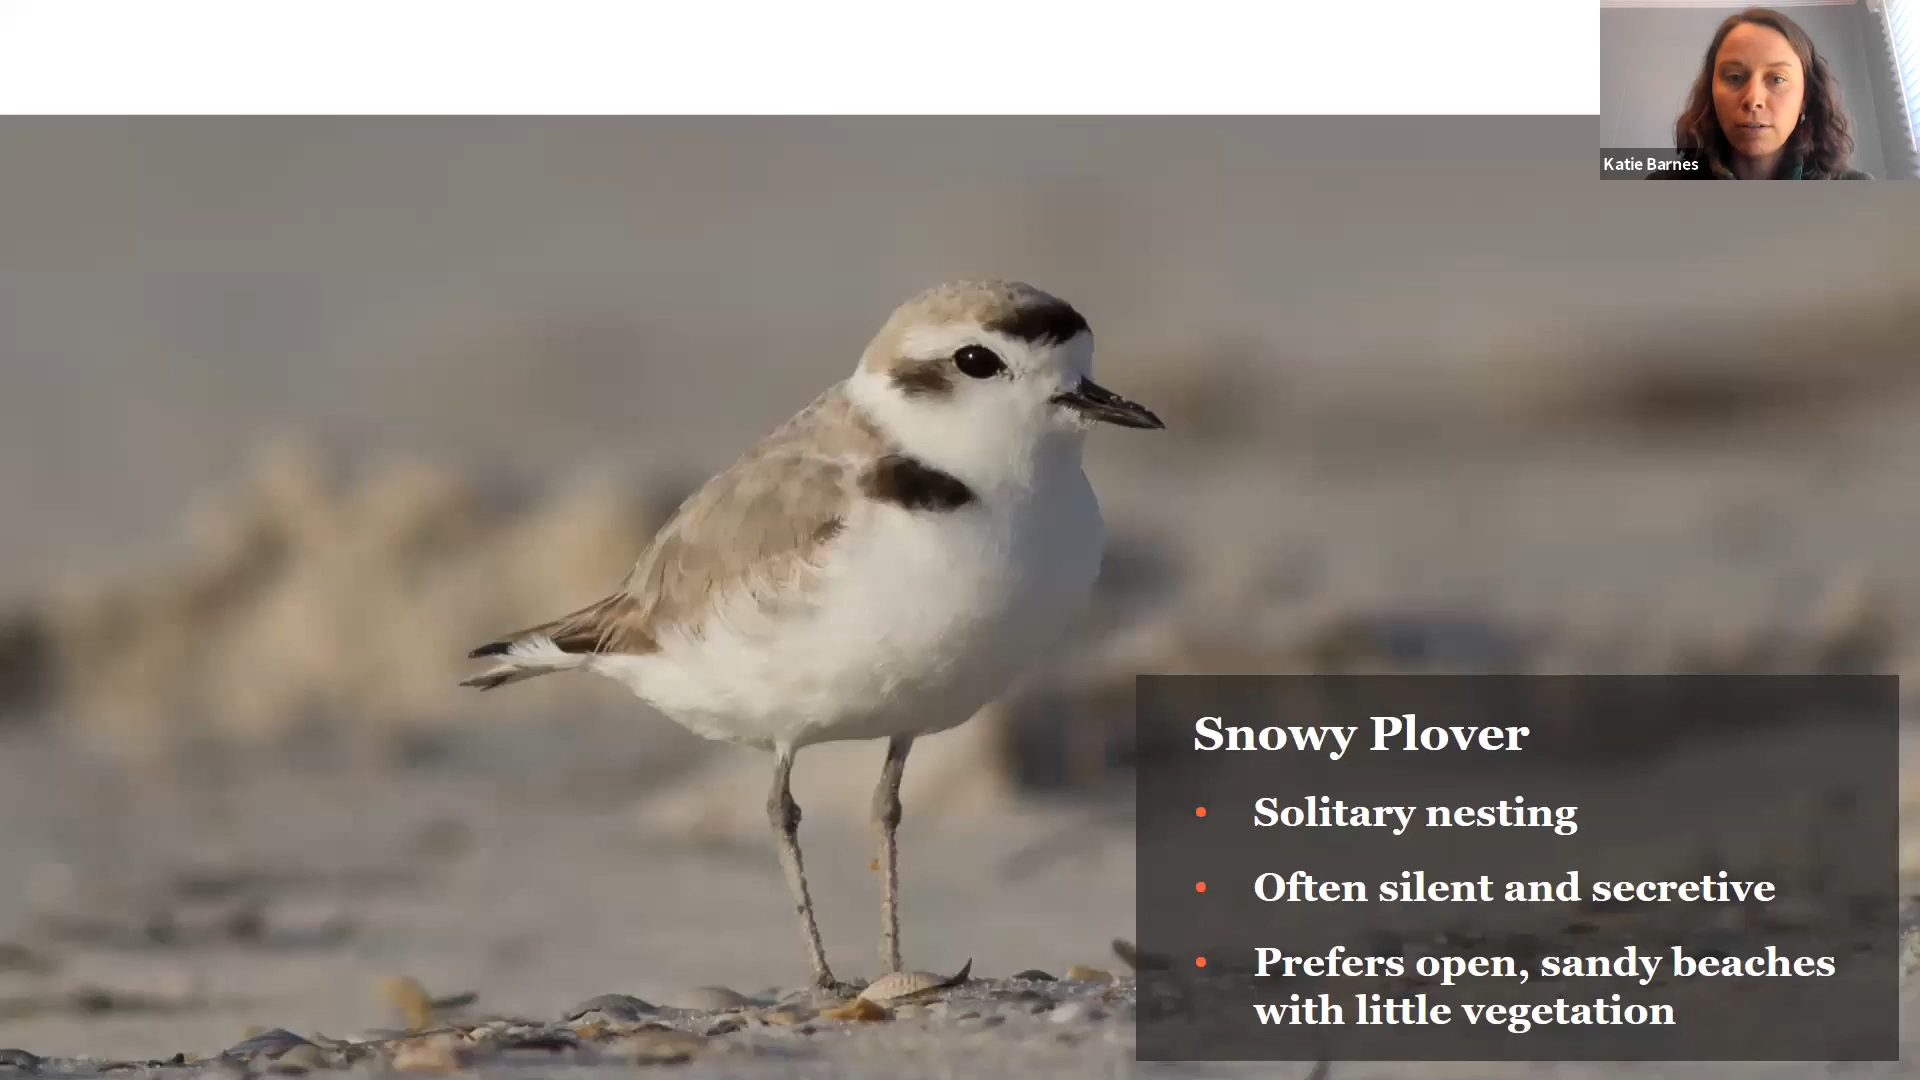 Katie Barnes
Snowy Plover
• Solitary nesting
• Often silent and secretive
• Prefers open, sandy beaches
with little vegetation